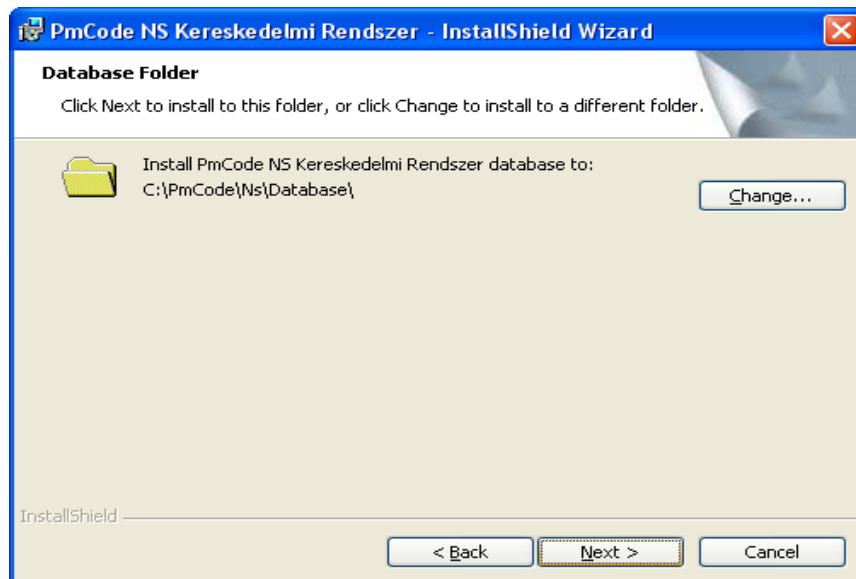 PmCode NS Kereskedelmi Rendszer - InstallShield Wizard
Database Folder
Click Next to install to this folder, or click Change to install to a different folder.
Install PmCode NS Kereskedelmi Rendszer database to:
C:\PmCode\Ns\Database\
Change...
InstallShield
< Back
Next >
Cancel